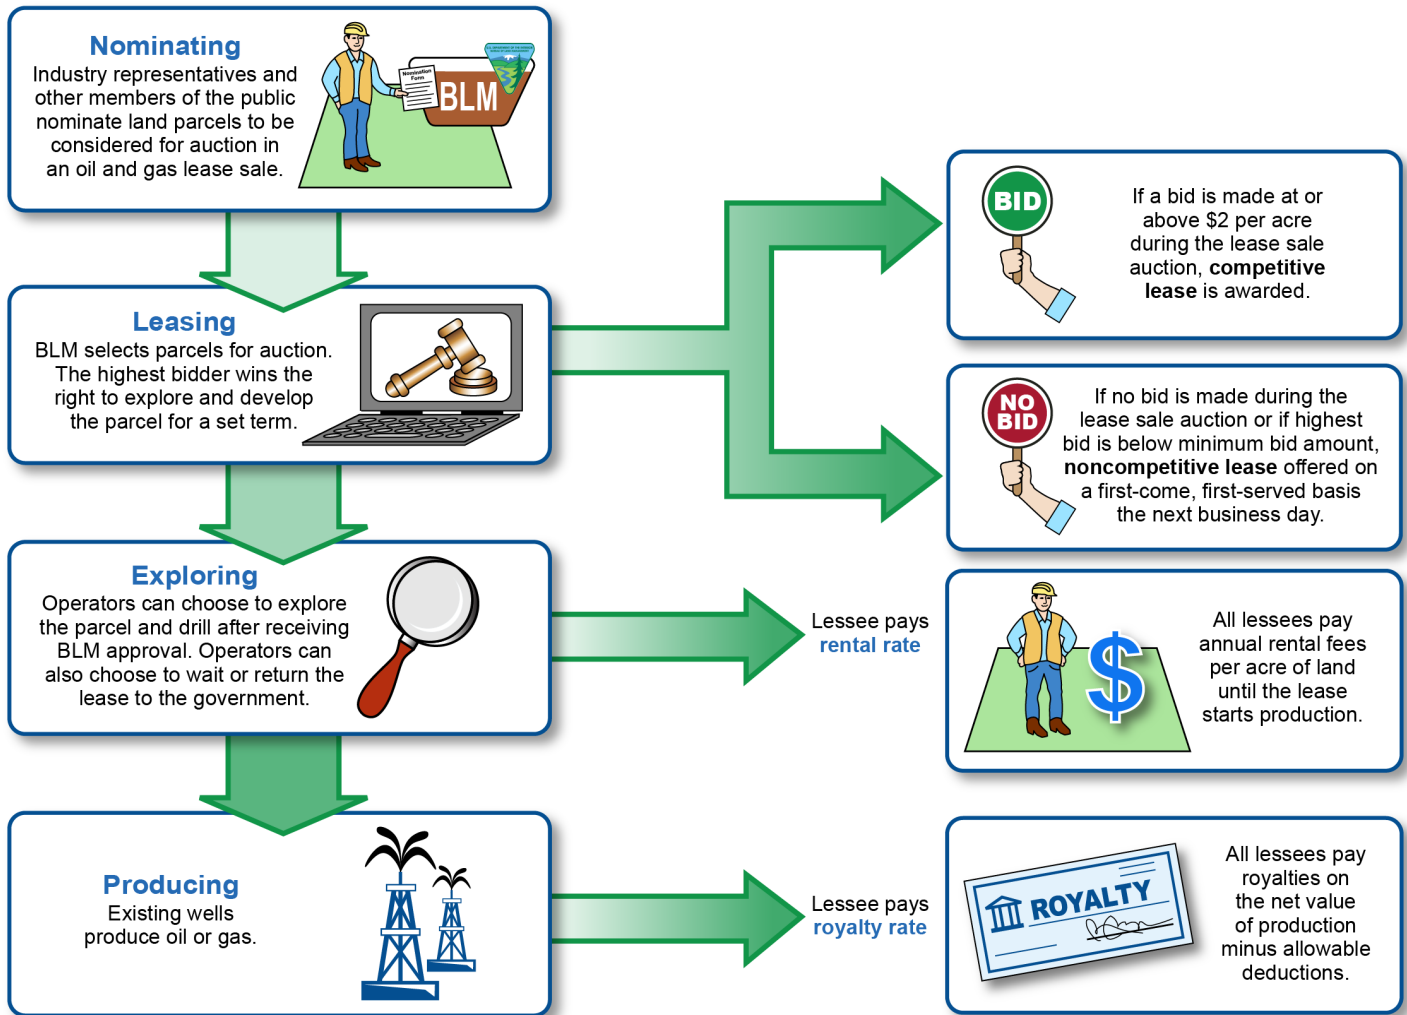 Nominating
Industry representatives and
other members of the public
nominate land parcels to be
considered for auction in
an oil and gas lease sale.
Nomination
Form
BLM
U.S. DEPARTMENT OF THE INTERIOR
BUREAU OF LAND MANAGEMENT
Leasing
BLM selects parcels for auction.
The highest bidder wins the
right to explore and develop
the parcel for a set term.
BID
If a bid is made at or
above $2 per acre
during the lease sale
auction, competitive
lease is awarded.
NO
BID
If no bid is made during the
lease sale auction or if highest
bid is below minimum bid amount,
noncompetitive lease offered on
a first-come, first-served basis
the next business day.
Exploring
Operators can choose to explore
the parcel and drill after receiving
BLM approval. Operators can
also choose to wait or return the
lease to the government.
Lessee pays
rental rate
$
All lessees pay
annual rental fees
per acre of land
until the lease
starts production.
Producing
Existing wells
produce oil or gas.
Lessee pays
royalty rate
ROYALTY
All lessees pay
royalties on
the net value
of production
minus allowable
deductions.